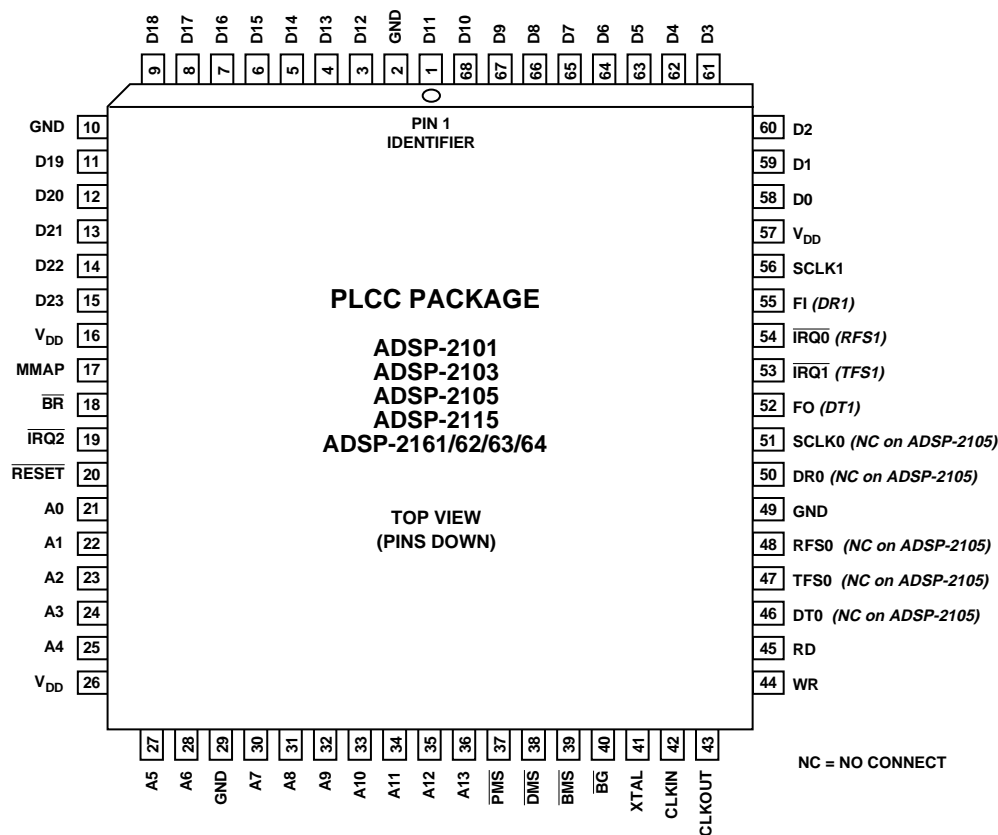 D18 D17 D16 D15 D14 D13 D12 GND D11 D10 D9 D8 D7 D6 D5 D4 D3
9 8 7 6 5 4 3 2 1 68 67 66 65 64 63 62 61
PIN 1
IDENTIFIER
GND 10
D19 11
D20 12
D21 13
D22 14
D23 15
VDD 16
MMAP 17
BR 18
IRQ2 19
RESET 20
A0 21
A1 22
A2 23
A3 24
A4 25
VDD 26
PLCC PACKAGE
ADSP-2101
ADSP-2103
ADSP-2105
ADSP-2115
ADSP-2161/62/63/64
TOP VIEW
(PINS DOWN)
60 D2
59 D1
58 D0
57 VDD
56 SCLK1
55 FI (DR1)
54 IRQ0 (RFS1)
53 IRQ1 (TFS1)
52 FO (DT1)
51 SCLK0 (NC on ADSP-2105)
50 DR0 (NC on ADSP-2105)
49 GND
48 RFS0 (NC on ADSP-2105)
47 TFS0 (NC on ADSP-2105)
46 DT0 (NC on ADSP-2105)
45 RD
44 WR
27 28 29 30 31 32 33 34 35 36 37 38 39 40 41 42 43
A5 A6 GND A7 A8 A9 A10 A11 A12 A13 PMS DMS BMS BG XTAL CLKIN CLKOUT
NC = NO CONNECT